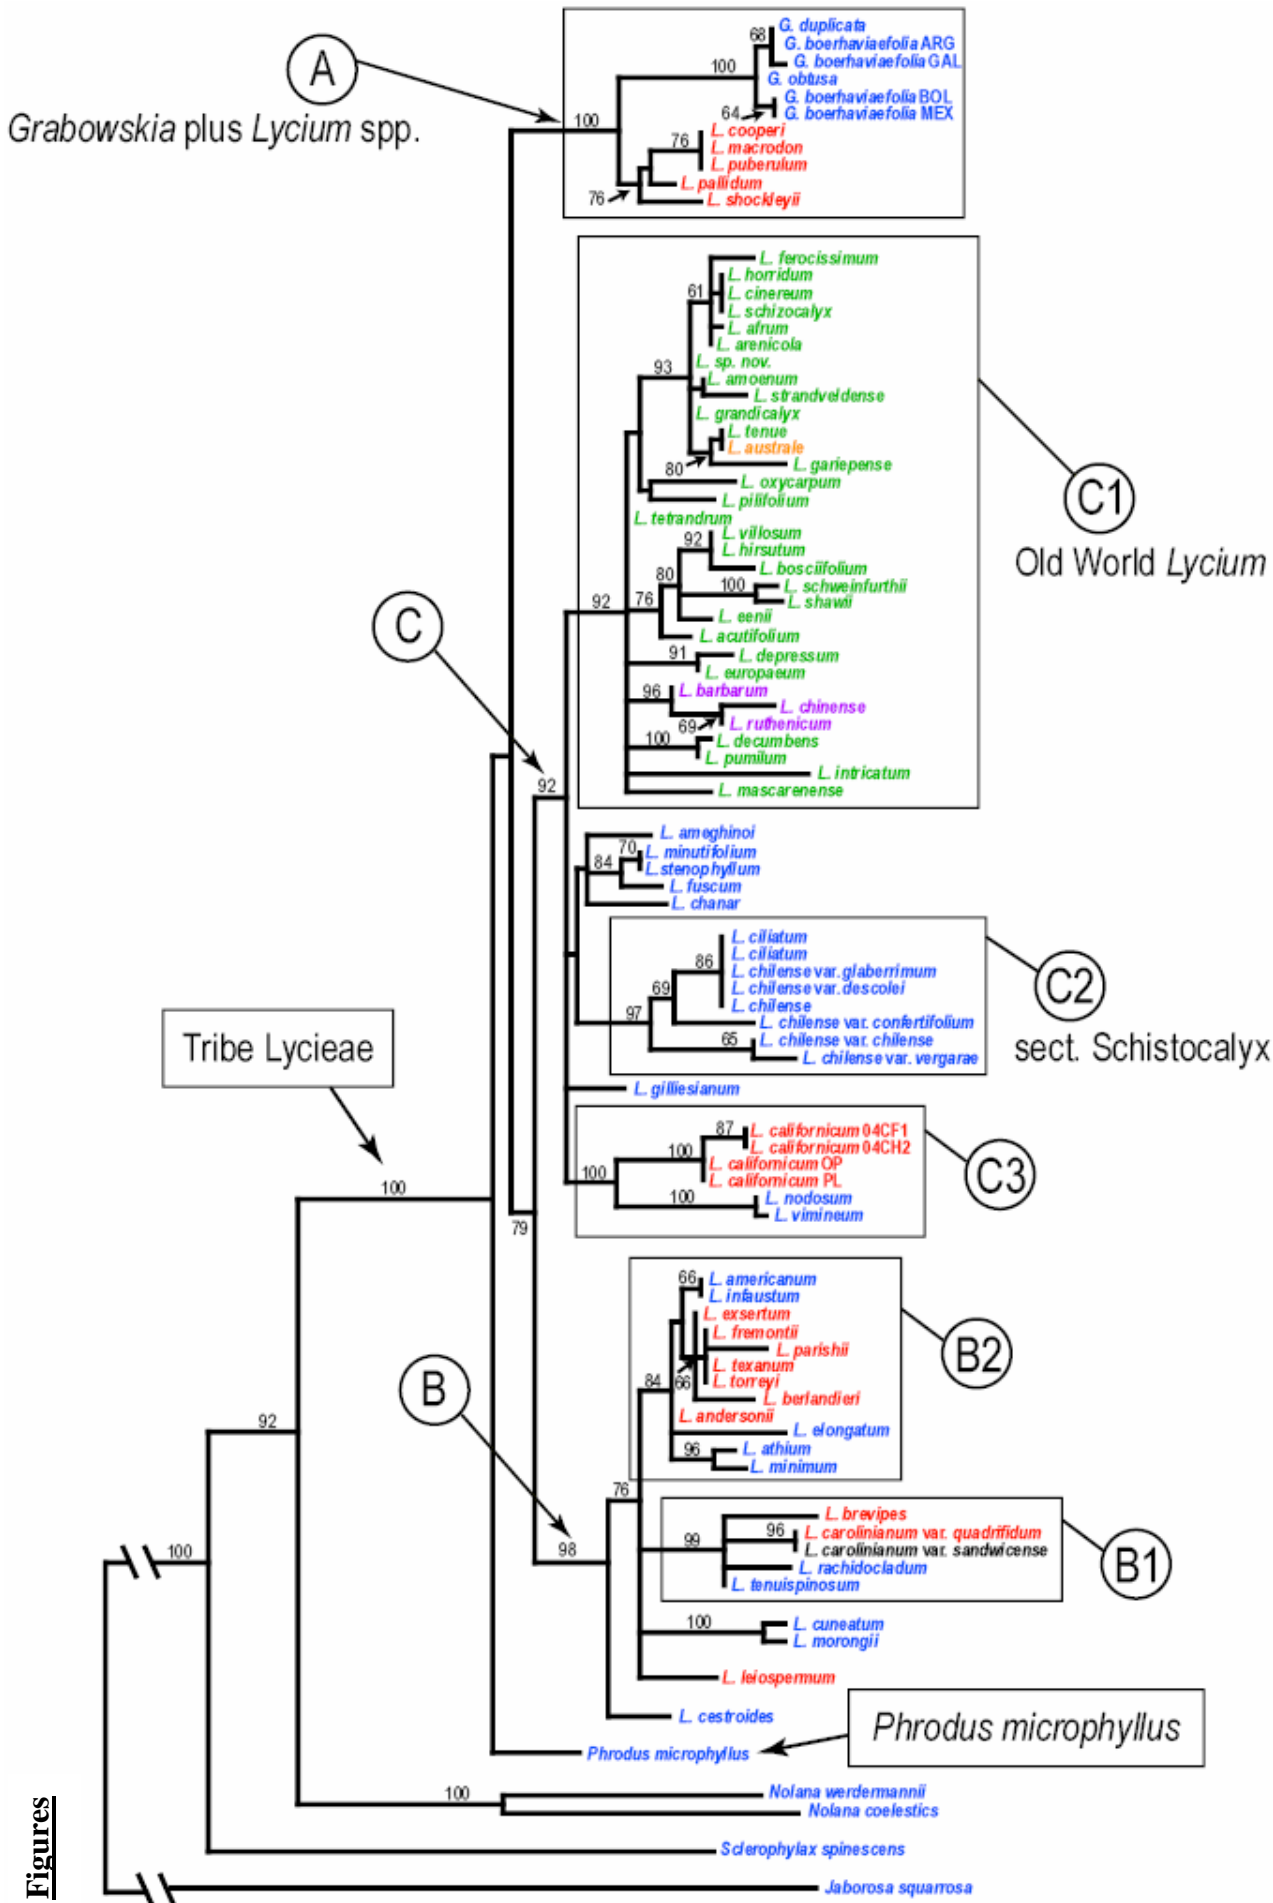 G. duplicata
68
G. boerhaviaefolia ARG
G. boerhaviaefolia GAL
100
G. obtusa
G. boerhaviaefolia BOL
64
G. boerhaviaefolia MEX
A
Grabowskia plus Lycium spp.
100
L. cooperi
76
L. macrodon
L. puberulum
L. pallidum
76
L. shockleyii
L. ferocissimum
L. horridum
61
L. cinereum
L. schizocalyx
L. afrum
L. arenicola
L. sp. nov.
93
L. amoenum
L. strandveldense
L. grandicalyx
L. tenue
L. australe
80
L. gariepense
L. oxycarpum
L. pilifolium
L. tetrandrum
C1
Old World Lycium
L. villosum
92
L. hirsutum
L. bosciifolium
80
100
L. schweinfurthii
L. shawii
92
76
L. eenii
L. acutifolium
C
91
L. depressum
L. europaeum
96
L. barbarum
L. chinense
69
L. ruthenicum
100
L. decumbens
L. pumilum
L. intricatum
L. mascarenense
92
L. ameghinoi
70
L. minutifolium
84
L. stenophyllum
L. fuscum
L. chanar
L. ciliatum
L. ciliatum
86
L. chilense var. glaberrimum
L. chilense var. descolei
69
L. chilense
97
L. chilense var. confertifolium
65
L. chilense var. chilense
L. chilense var. vergarae
C2
sect. Schistocalyx
Tribe Lycieae
L. gilliesianum
87
L. californicum 04CF1
L. californicum 04CH2
100
L. californicum OP
100
L. californicum PL
100
L. nodosum
L. vimineum
C3
100
79
66
L. americanum
L. infaustum
L. exsertum
L. fremontii
L. parishii
L. texanum
66
L. torreyi
84
L. berlandieri
L. andersonii
L. elongatum
96
L. athium
L. minimum
B2
B
92
76
L. brevipes
99
96
L. carolinianum var. quadrifidum
L. carolinianum var. sandwicense
L. rachidocladum
L. tenuispinosum
B1
98
100
100
L. cuneatum
L. morongii
L. leiospermum
L. cestroides
Phrodus microphyllus
Phrodus microphyllus
100
Nolana werdermannii
Nolana coelestics
Sclerophylax spinescens
Jaborosa squarrosa
Figures